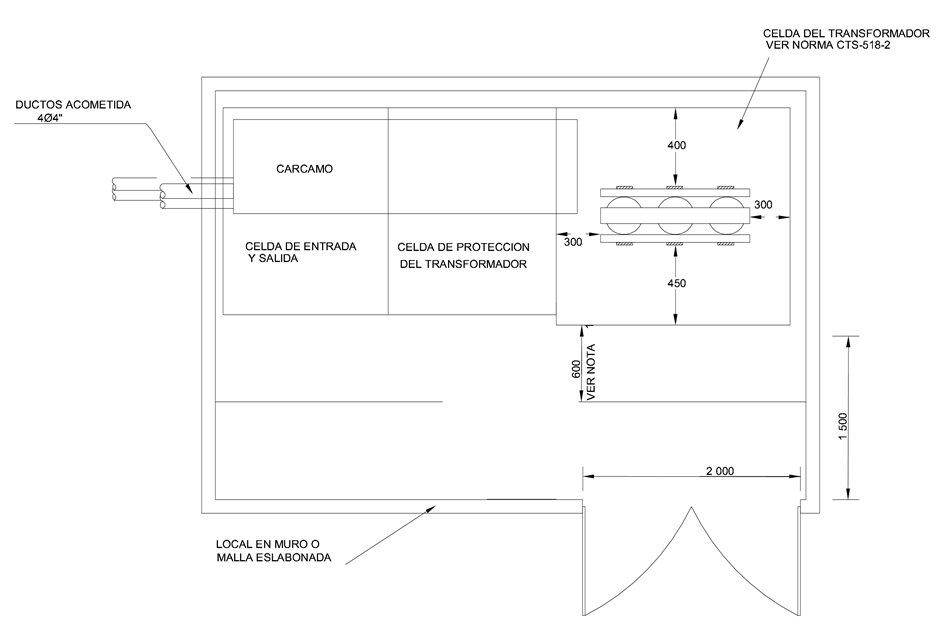 CELDA DEL TRANSFORMADOR
VER NORMA CTS-518-2
DUCTOS ACOMETIDA
4Ø4"
400
CARCAMO
300
300
CELDA DE ENTRADA
Y SALIDA
CELDA DE PROTECCION
DEL TRANSFORMADOR
450
600
VER NOTA 1
1 500
2 000
LOCAL EN MURO O
MALLA ESLABONADA